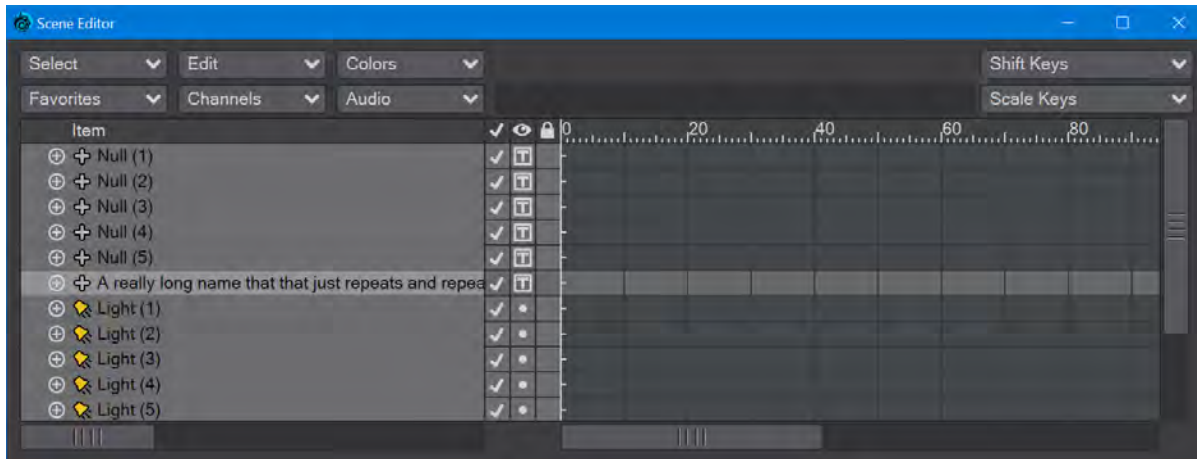 Scene Editor
Select Edit Colors Shift Keys
Favorites Channels Audio Scale Keys
Item 0 20 40 60 80
Null (1) T
Null (2) T
Null (3) T
Null (4) T
Null (5) T
A really long name that that just repeats and repea T
Light (1)
Light (2)
Light (3)
Light (4)
Light (5)